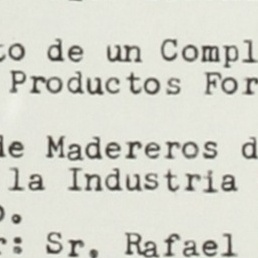 to de un Compl
Productos For
de Madereros d
la Industria
o.
r: Sr. Rafael